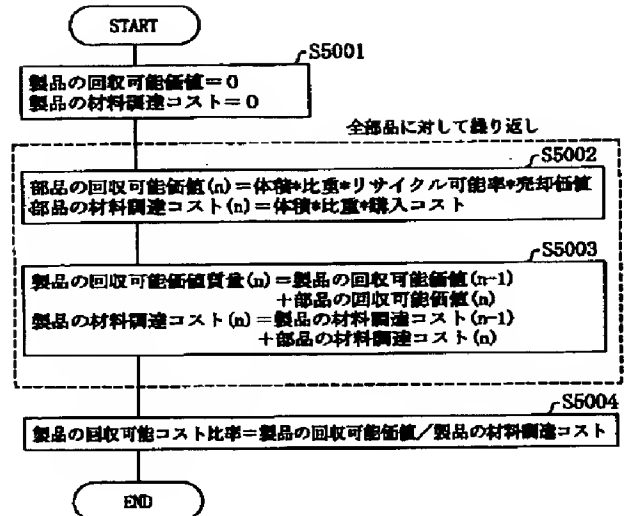 START
S5001
製品の回収可能価値=0
製品の材料調達コスト=0
全部品に対して繰り返し
S5002
部品の回収可能価値(n)=体積*比重*リサイクル可能率*売却価値
部品の材料調達コスト(n)=体積*比重*購入コスト
S5003
製品の回収可能価値質量(n)=製品の回収可能価値(n-1)
+部品の回収可能価値(n)
製品の材料調達コスト(n)=製品の材料調達コスト(n-1)
+部品の材料調達コスト(n)
S5004
製品の回収可能コスト比率=製品の回収可能価値/製品の材料調達コスト
END